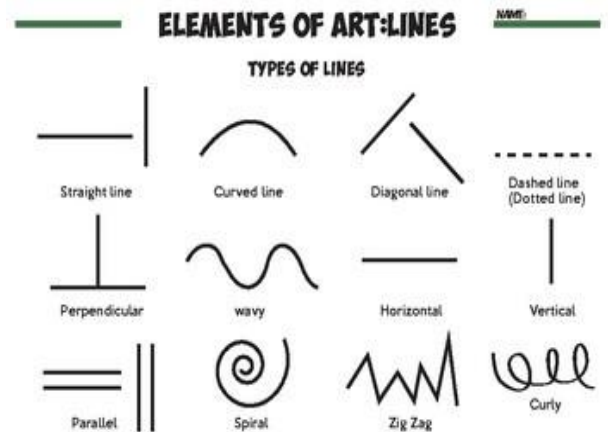 ELEMENTS OF ART:LINES
NAME:
TYPES OF LINES
Straight line
Curved line
Diagonal line
Dashed line
(Dotted line)
Perpendicular
wavy
Horizontal
Vertical
Parallel
Spiral
Zig Zag
Curly